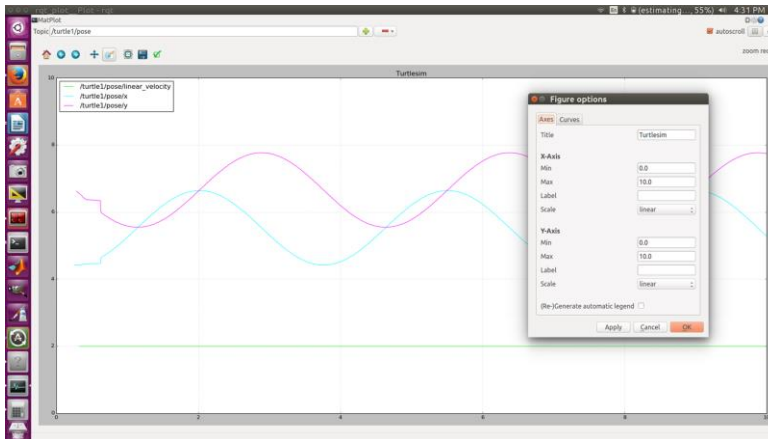 rqt_plot__Plot - rqt
(estimating..., 55%) 4:31 PM
MatPlot
Topic /turtle1/pose
autoscroll
zoom rec
Turtlesim
/turtle1/pose/linear_velocity
/turtle1/pose/x
/turtle1/pose/y
10
8
6
4
2
0
0 2 4 6 8 10
Figure options
Axes Curves
Title Turtlesim
X-Axis
Min 0.0
Max 10.0
Label
Scale linear
Y-Axis
Min 0.0
Max 10.0
Label
Scale linear
(Re-)Generate automatic legend
Apply Cancel OK